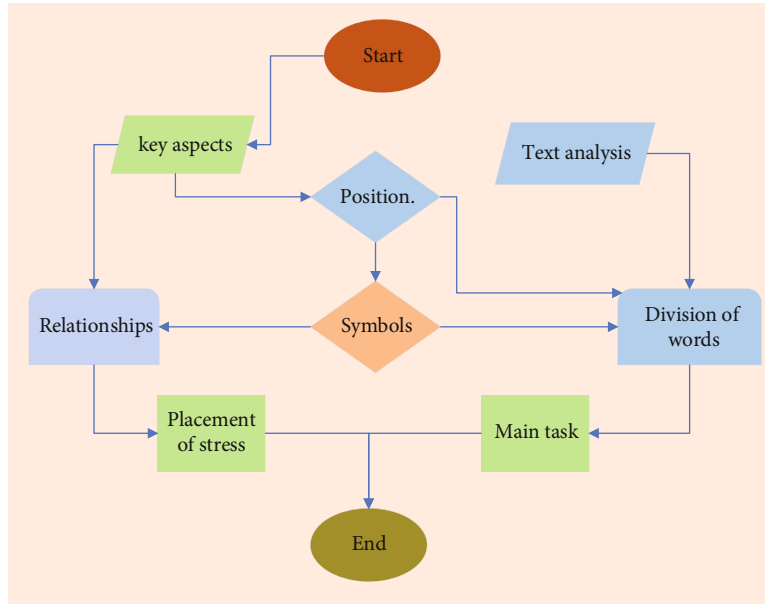 Start
key aspects
Text analysis
Position.
Relationships
Symbols
Division of
words
Placement
of stress
Main task
End